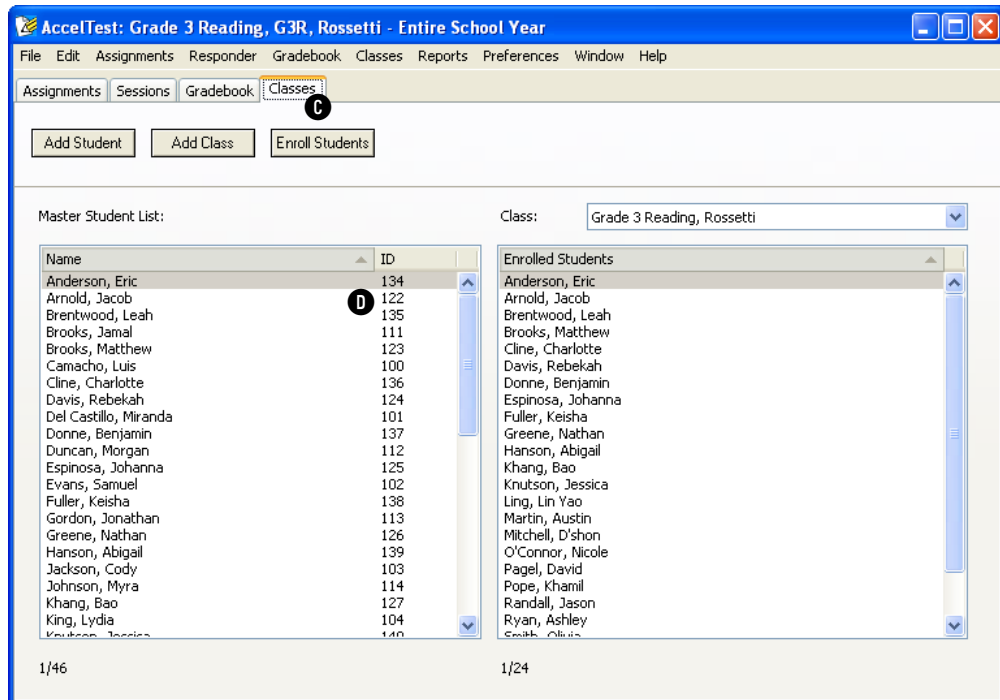 AccelTest: Grade 3 Reading, G3R, Rossetti - Entire School Year
File Edit Assignments Responder Gradebook Classes Reports Preferences Window Help
Assignments Sessions Gradebook Classes
C
Add Student Add Class Enroll Students
Master Student List:
Class: Grade 3 Reading, Rossetti
Name ID
Anderson, Eric 134
Arnold, Jacob D 122
Brentwood, Leah 135
Brooks, Jamal 111
Brooks, Matthew 123
Camacho, Luis 100
Cline, Charlotte 136
Davis, Rebekah 124
Del Castillo, Miranda 101
Donne, Benjamin 137
Duncan, Morgan 112
Espinosa, Johanna 125
Evans, Samuel 102
Fuller, Keisha 138
Gordon, Jonathan 113
Greene, Nathan 126
Hanson, Abigail 139
Jackson, Cody 103
Johnson, Myra 114
Khang, Bao 127
King, Lydia 104
Knutson, Jessica 140
1/46
Enrolled Students
Anderson, Eric
Arnold, Jacob
Brentwood, Leah
Brooks, Matthew
Cline, Charlotte
Davis, Rebekah
Donne, Benjamin
Espinosa, Johanna
Fuller, Keisha
Greene, Nathan
Hanson, Abigail
Khang, Bao
Knutson, Jessica
Ling, Lin Yao
Martin, Austin
Mitchell, D'shon
O'Connor, Nicole
Pagel, David
Pope, Khamil
Randall, Jason
Ryan, Ashley
Smith, Olivia
1/24